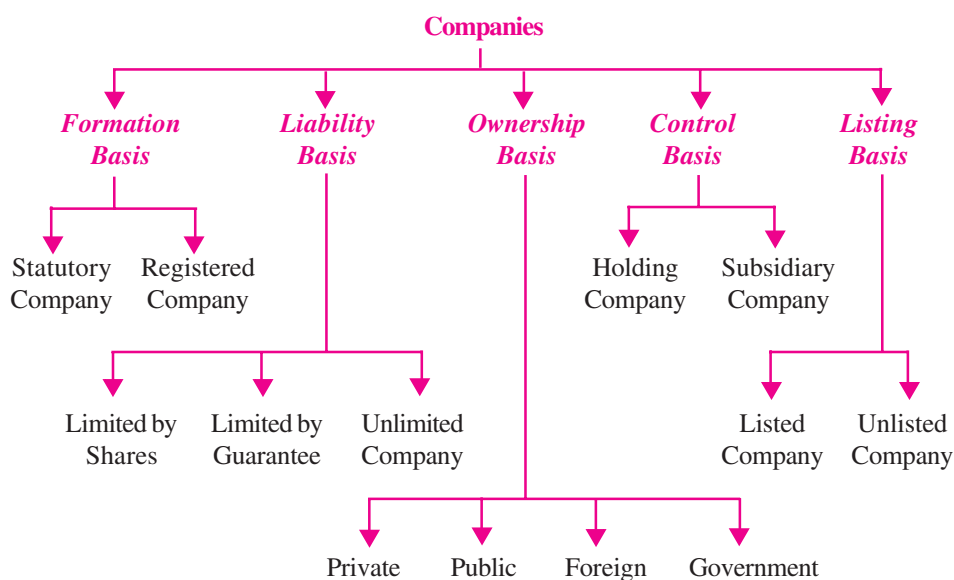 Companies
Formation Basis
Liability Basis
Ownership Basis
Control Basis
Listing Basis
Statutory Company
Registered Company
Holding Company
Subsidiary Company
Limited by Shares
Limited by Guarantee
Unlimited Company
Listed Company
Unlisted Company
Private
Public
Foreign
Government